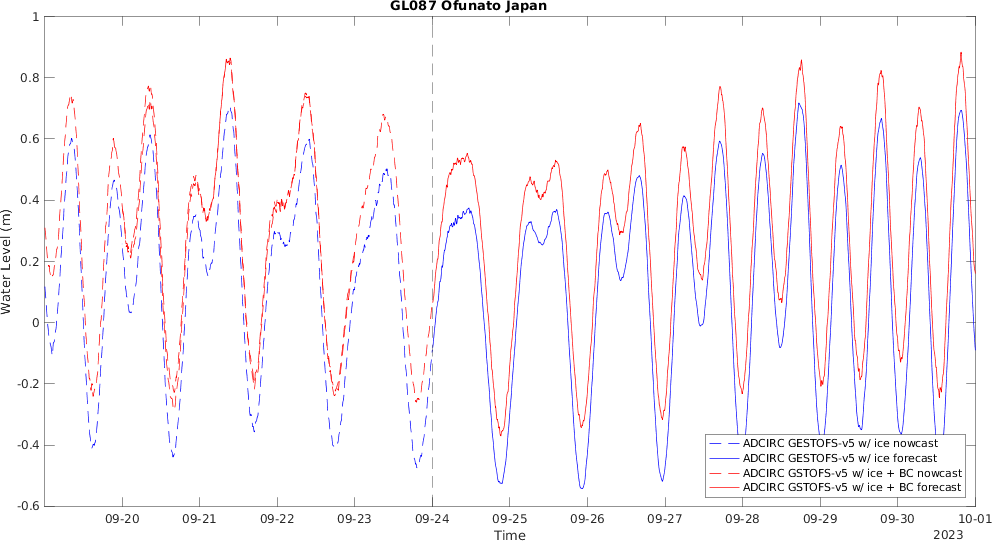 GL087 Ofunato Japan
1
0.8
0.6
0.4
0.2
0
-0.2
-0.4
-0.6
Water Level (m)
ADCIRC GESTOFS-v5 w/ ice nowcast
ADCIRC GESTOFS-v5 w/ ice forecast
ADCIRC GSTOFS-v5 w/ ice + BC nowcast
ADCIRC GSTOFS-v5 w/ ice + BC forecast
09-20 09-21 09-22 09-23 09-24 09-25 09-26 09-27 09-28 09-29 09-30 10-01
Time
2023